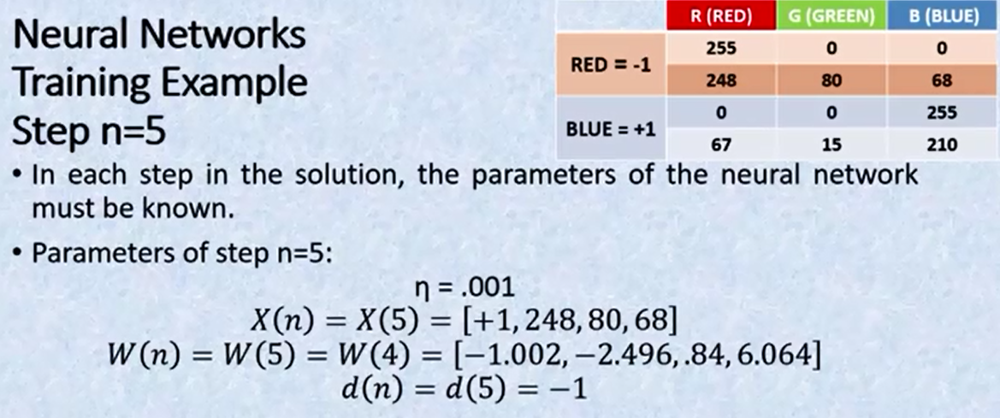 Neural Networks
Training Example
Step n=5
R (RED) G (GREEN) B (BLUE)
RED = -1
255 0 0
248 80 68
BLUE = +1
0 0 255
67 15 210
• In each step in the solution, the parameters of the neural network
must be known.
• Parameters of step n=5:
η = .001
X(n) = X(5) = [+1, 248, 80, 68]
W(n) = W(5) = W(4) = [−1.002, −2.496, .84, 6.064]
d(n) = d(5) = −1